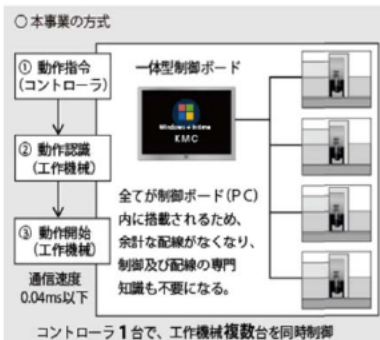 ○本事業の方式
① 動作指令
(コントローラ)
② 動作認識
(工作機械)
③ 動作開始
(工作機械)
通信速度
0.04ms以下
一体型制御ボード
Windows + Intime
KMC
全てが制御ボード(PC)
内に搭載されるため、
余計な配線がなくなり、
制御及び配線の専門
知識も不要になる。
コントローラ1台で、工作機械複数台を同時制御